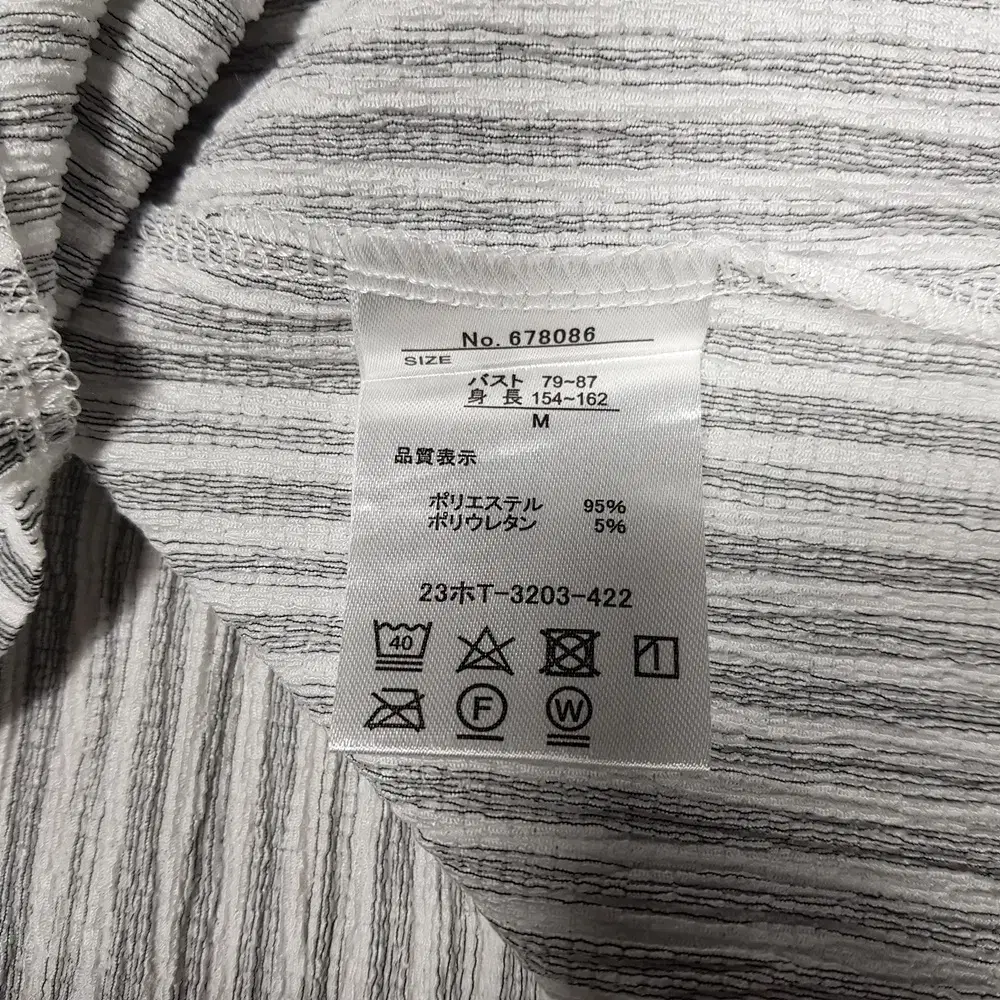 No. 678086
SIZE
バスト 79~87
身 長 154~162
M
品質表示
ポリエステル 95%
ポリウレタン 5%
23ホT-3203-422
40
F W